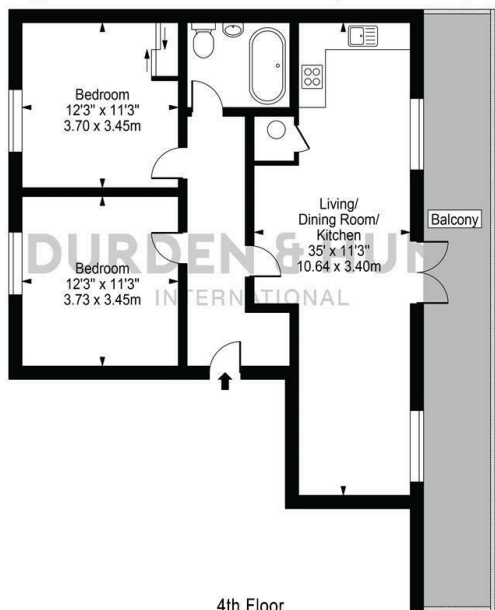 Bedroom
12'3" x 11'3"
3.70 x 3.45m
Living/
Dining Room/
Kitchen
35' x 11'3"
10.64 x 3.40m
Balcony
DURDEN & HUN
INTERNATIONAL
Bedroom
12'3" x 11'3"
3.73 x 3.45m
4th Floor